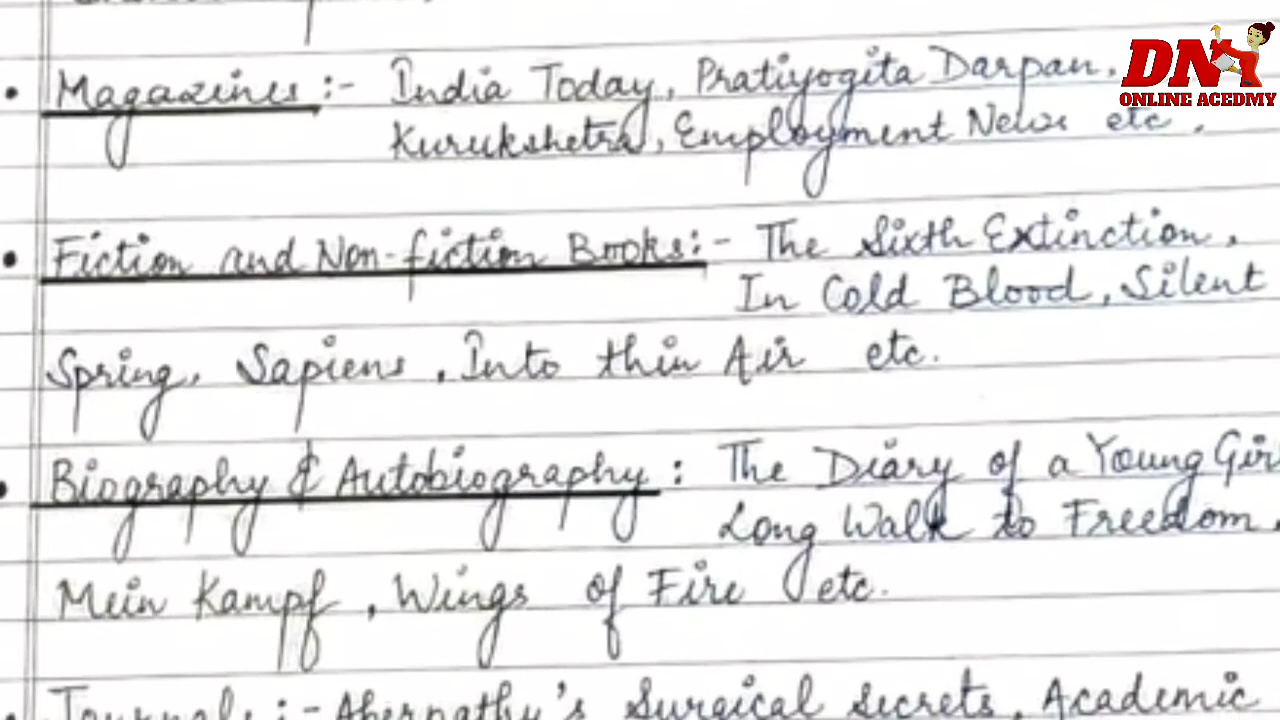 • Magazines :- India Today, Pratiyogita Darpan,
Kurukshetra, Employment News etc.
• Fiction and Non-fiction Books:- The Sixth Extinction,
In Cold Blood, Silent
Spring, Sapiens, Into thin Air etc.
• Biography & Autobiography : The Diary of a Young Girl
Long Walk to Freedom,
Mein Kampf, Wings of Fire etc.
Journals :- Abernathy's Surgical Secrets, Academic
DN
ONLINE ACEDMY